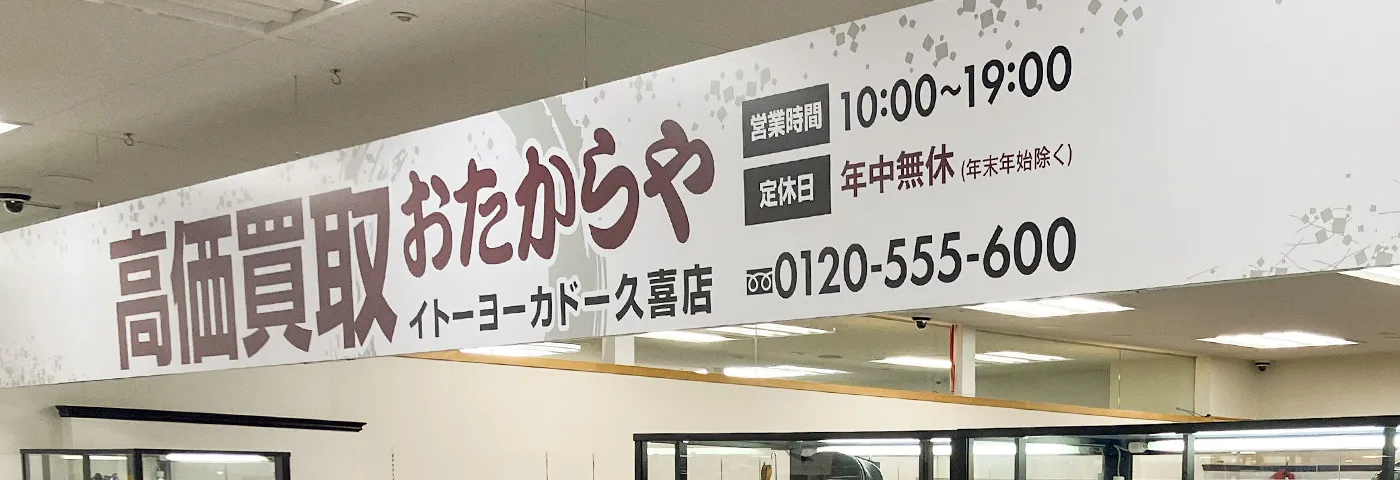 高価買取
おたからや
イトーヨーカドー久喜店
営業時間 10:00~19:00
定休日 年中無休 (年末年始除く)
0120-555-600